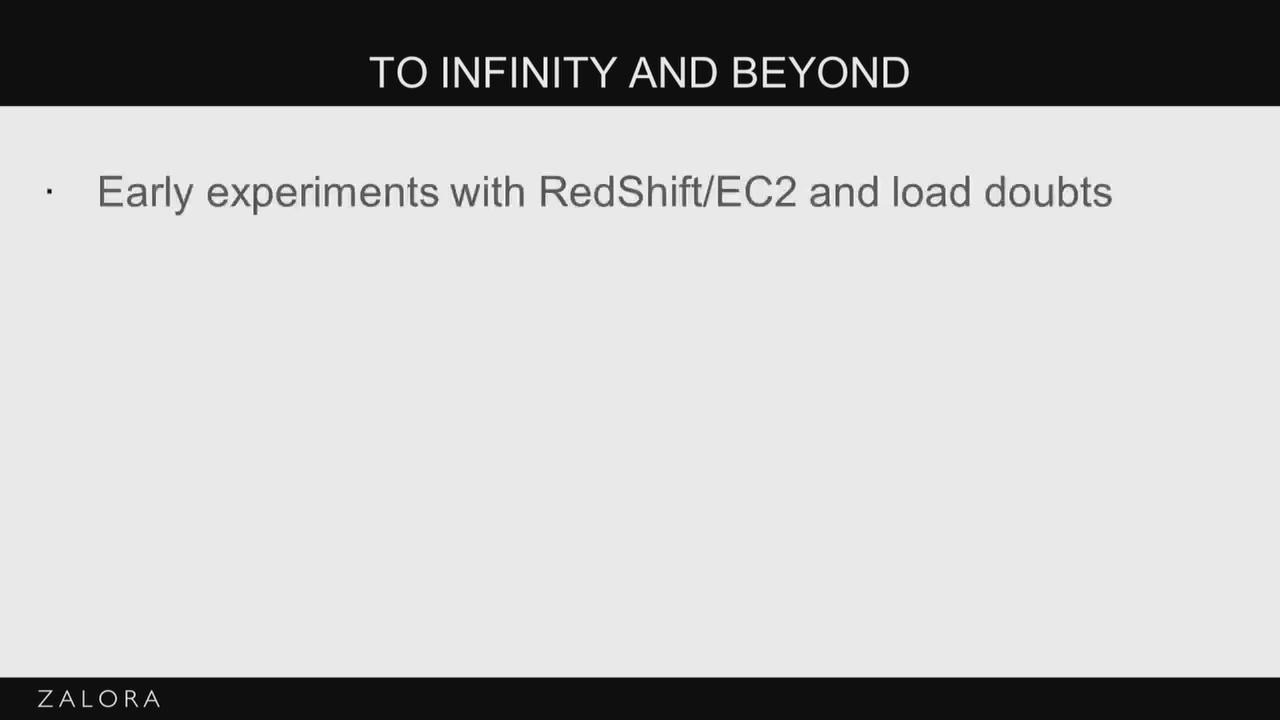 TO INFINITY AND BEYOND
· Early experiments with RedShift/EC2 and load doubts
ZALORA